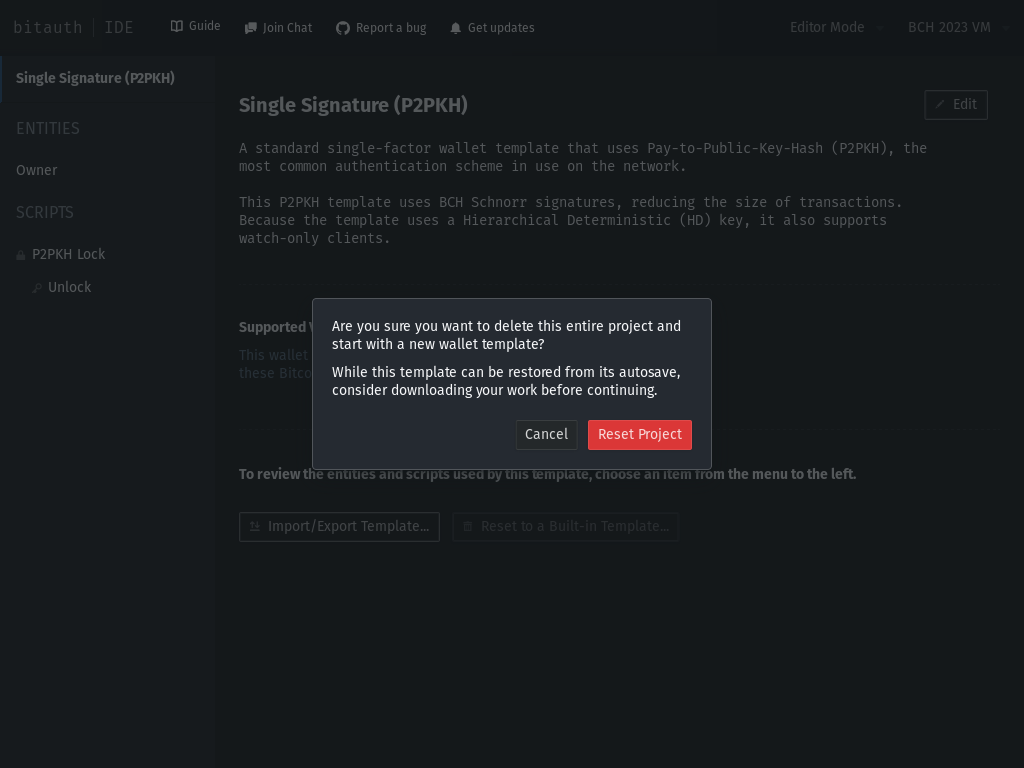 bitauth | IDE
Guide
Join Chat
Report a bug
Get updates
Editor Mode
BCH 2023 VM
Single Signature (P2PKH)
ENTITIES
Owner
SCRIPTS
P2PKH Lock
Unlock
Single Signature (P2PKH)
Edit
A standard single-factor wallet template that uses Pay-to-Public-Key-Hash (P2PKH), the
most common authentication scheme in use on the network.
This P2PKH template uses BCH Schnorr signatures, reducing the size of transactions.
Because the template uses a Hierarchical Deterministic (HD) key, it also supports
watch-only clients.
Supported
This wallet
these Bitco
Are you sure you want to delete this entire project and
start with a new wallet template?
While this template can be restored from its autosave,
consider downloading your work before continuing.
Cancel
Reset Project
To review the entities and scripts used by this template, choose an item from the menu to the left.
Import/Export Template...
Reset to a Built-in Template...